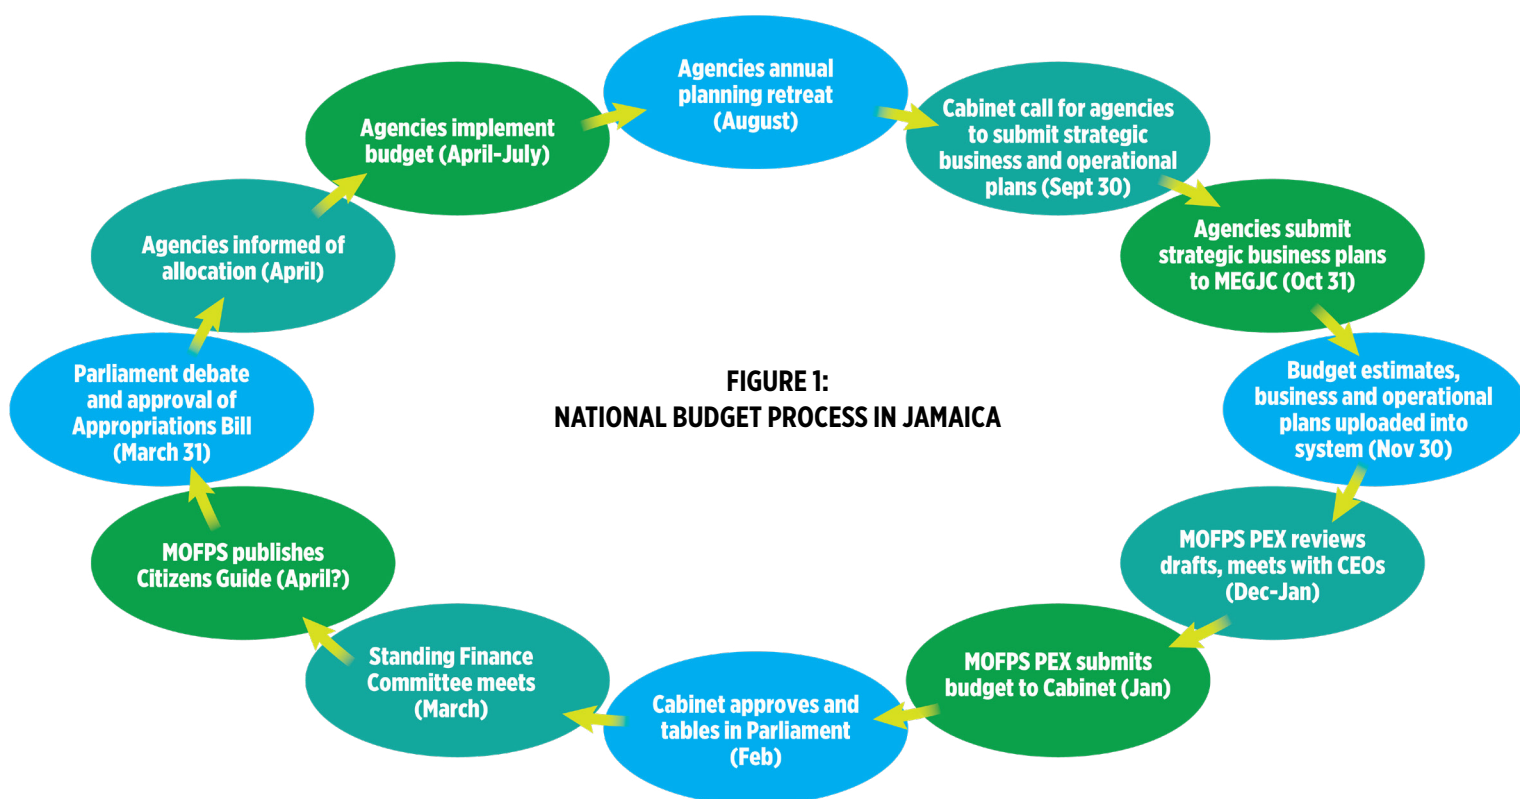 Agencies annual
planning retreat
(August)
Cabinet call for agencies
to submit strategic
business and operational
plans (Sept 30)
Agencies submit
strategic business plans
to MEGJC (Oct 31)
Budget estimates,
business and operational
plans uploaded into
system (Nov 30)
MOFPS PEX reviews
drafts, meets with CEOs
(Dec-Jan)
MOFPS PEX submits
budget to Cabinet (Jan)
Cabinet approves and
tables in Parliament
(Feb)
Standing Finance
Committee meets
(March)
MOFPS publishes
Citizens Guide (April?)
Parliament debate
and approval of
Appropriations Bill
(March 31)
Agencies informed of
allocation (April)
Agencies implement
budget (April-July)
FIGURE 1:
NATIONAL BUDGET PROCESS IN JAMAICA